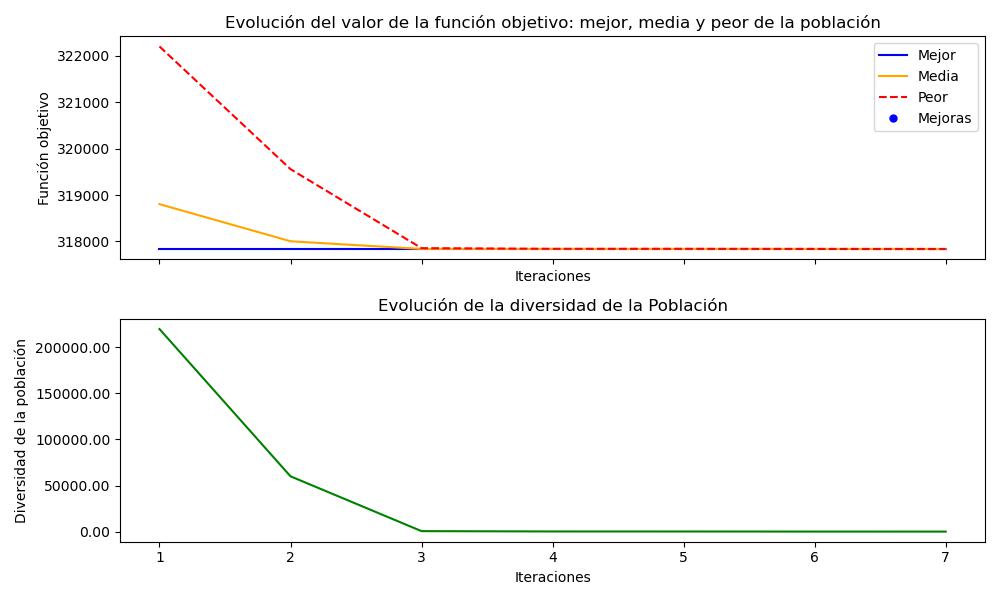 Evolución del valor de la función objetivo: mejor, media y peor de la población
322000
321000
320000
319000
318000
Función objetivo
Mejor
Media
Peor
Mejoras
Iteraciones
Evolución de la diversidad de la Población
200000.00
150000.00
100000.00
50000.00
0.00
Diversidad de la población
1 2 3 4 5 6 7
Iteraciones